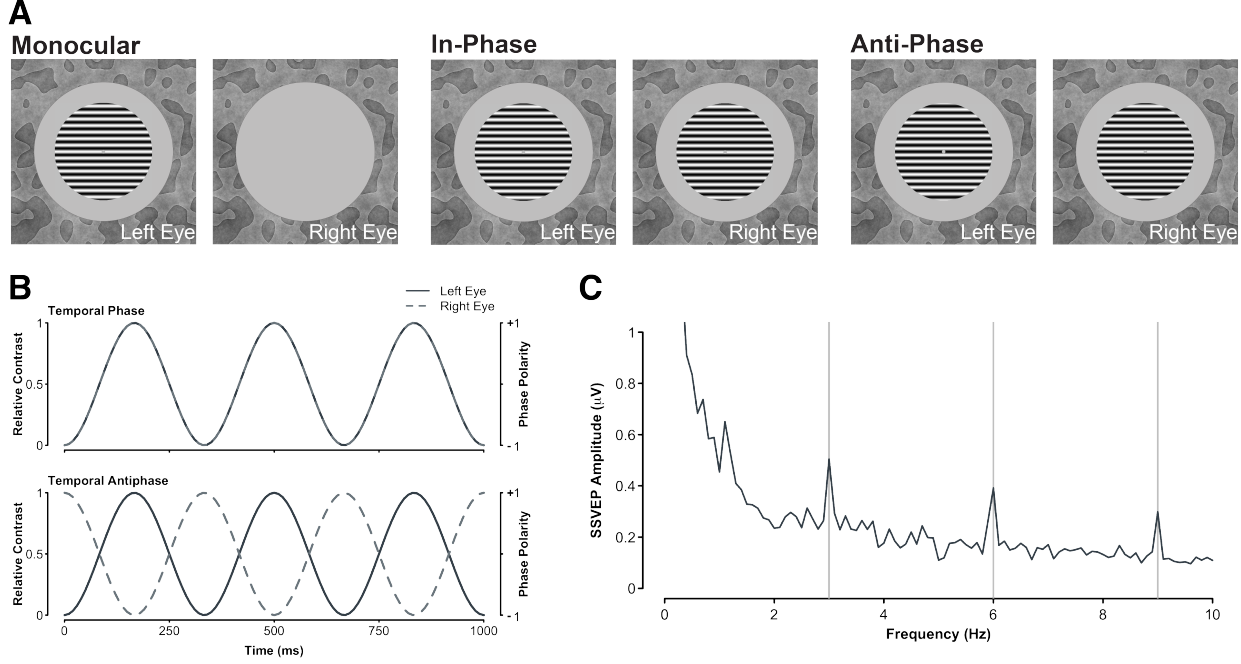 A
Monocular
In-Phase
Anti-Phase
Left Eye
Right Eye
Left Eye
Right Eye
Left Eye
Right Eye
B
Left Eye
Right Eye
Temporal Phase
Relative Contrast
1
0.5
0
+1
-1
Phase Polarity
Temporal Antiphase
Relative Contrast
1
0.5
0
+1
-1
Phase Polarity
0
250
500
750
1000
Time (ms)
C
SSVEP Amplitude (μV)
1
0.8
0.6
0.4
0.2
0
0
2
4
6
8
10
Frequency (Hz)